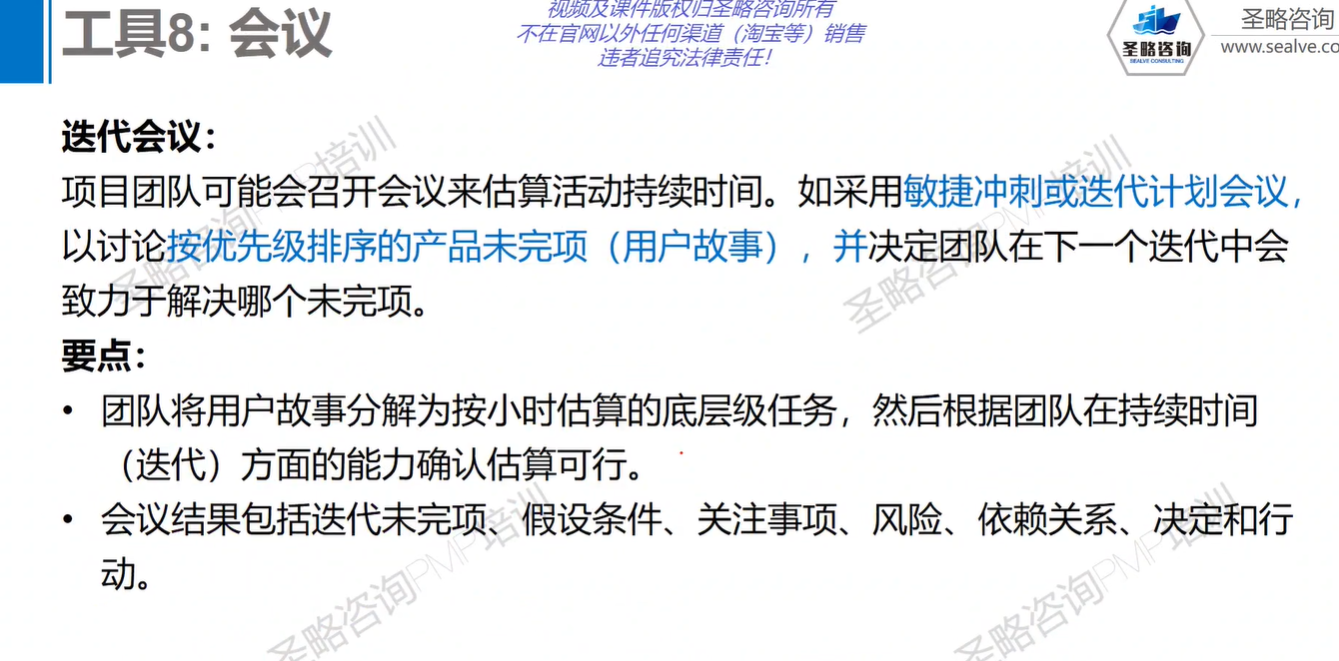 工具8：会议
视频及课件版权归圣略咨询所有
不在官网以外任何渠道（淘宝等）销售
违者追究法律责任！
圣略咨询
SEALVE CONSULTING
圣略咨询
www.sealve.co
迭代会议：
项目团队可能会召开会议来估算活动持续时间。如采用敏捷冲刺或迭代计划会议，
以讨论按优先级排序的产品未完项（用户故事），并决定团队在下一个迭代中会
致力于解决哪个未完项。
要点：
• 团队将用户故事分解为按小时估算的底层级任务，然后根据团队在持续时间
（迭代）方面的能力确认估算可行。
• 会议结果包括迭代未完项、假设条件、关注事项、风险、依赖关系、决定和行
动。
圣略咨询PMP培训
圣略咨询PMP培训
圣略咨询PMP培训
圣略咨询PMP培训